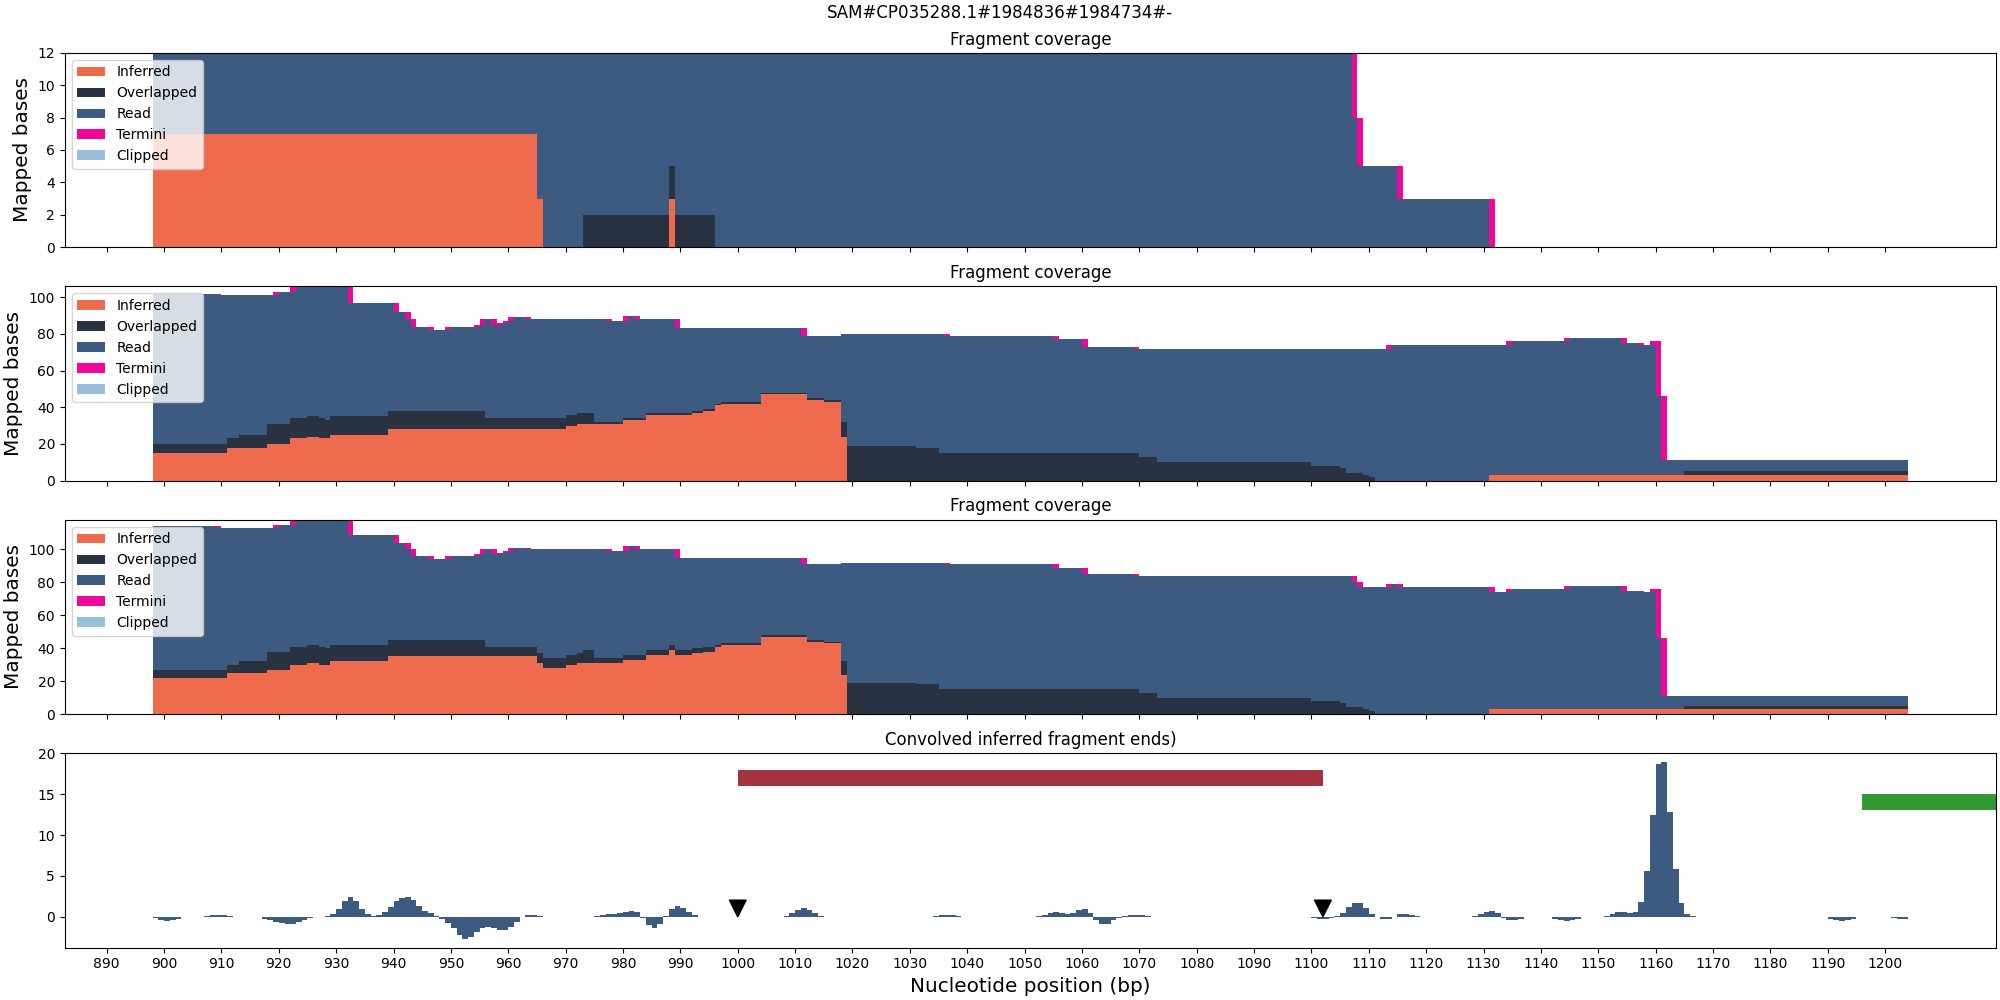 SAM#CP035288.1#1984836#1984734#-
Fragment coverage
12
10
8
6
4
2
0
Mapped bases
Inferred
Overlapped
Read
Termini
Clipped
Fragment coverage
100
80
60
40
20
0
Mapped bases
Inferred
Overlapped
Read
Termini
Clipped
Fragment coverage
100
80
60
40
20
0
Mapped bases
Inferred
Overlapped
Read
Termini
Clipped
Convolved inferred fragment ends)
20
15
10
5
0
890 900 910 920 930 940 950 960 970 980 990 1000 1010 1020 1030 1040 1050 1060 1070 1080 1090 1100 1110 1120 1130 1140 1150 1160 1170 1180 1190 1200
Nucleotide position (bp)